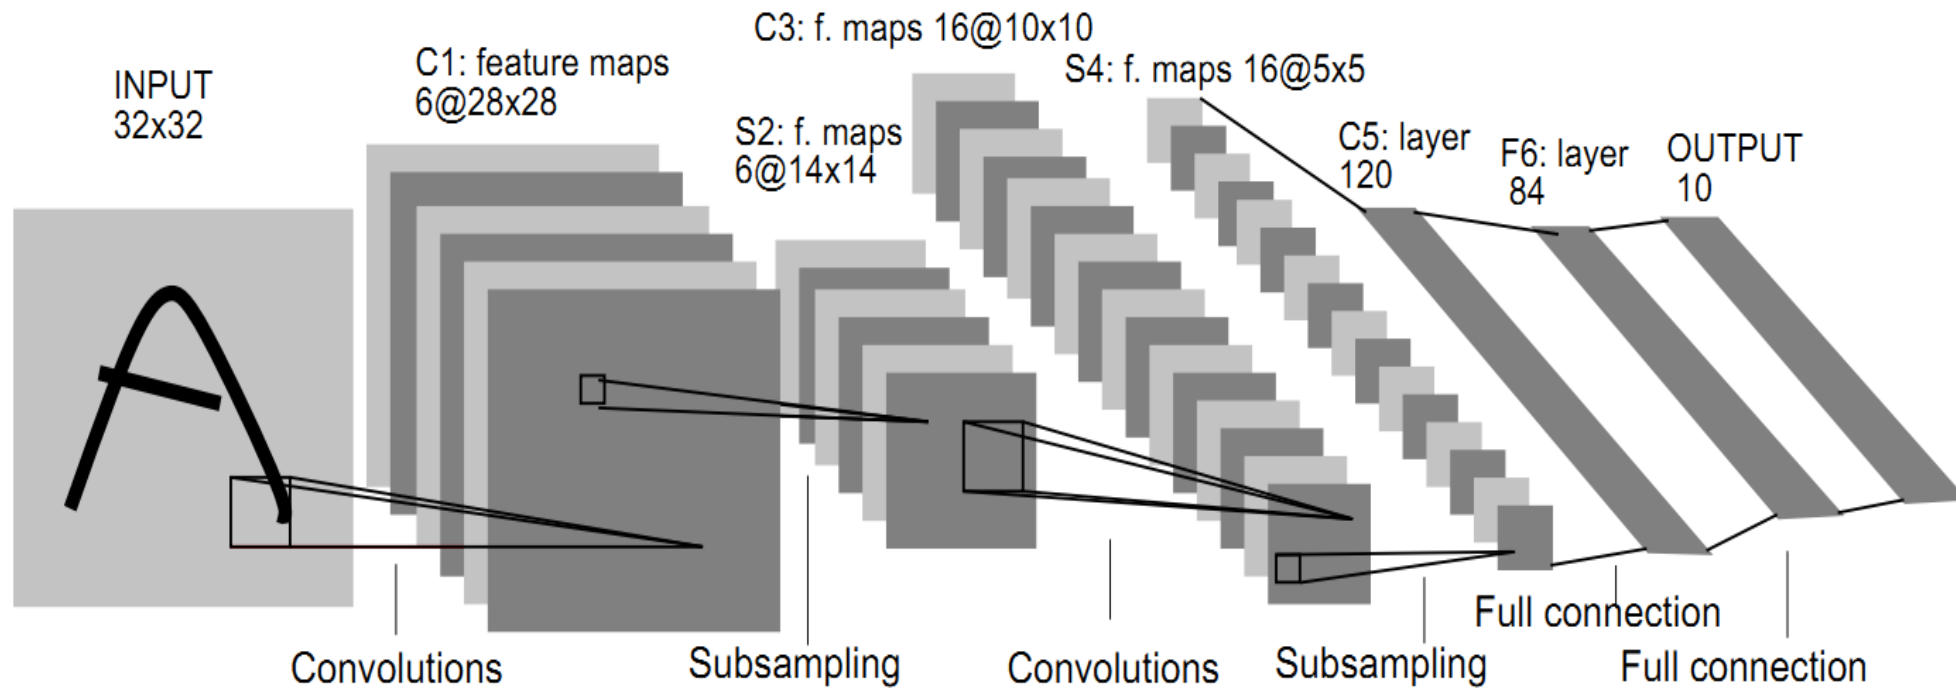 INPUT
32x32
C1: feature maps
6@28x28
S2: f. maps
6@14x14
C3: f. maps 16@10x10
S4: f. maps 16@5x5
C5: layer
120
F6: layer
84
OUTPUT
10
Convolutions
Subsampling
Convolutions
Subsampling
Full connection
Full connection